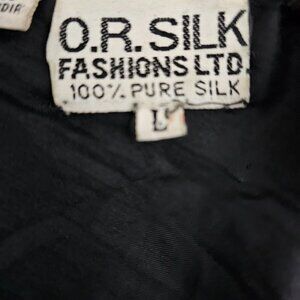 O.R. SILK
FASHIONS LTD.
100% PURE SILK
L